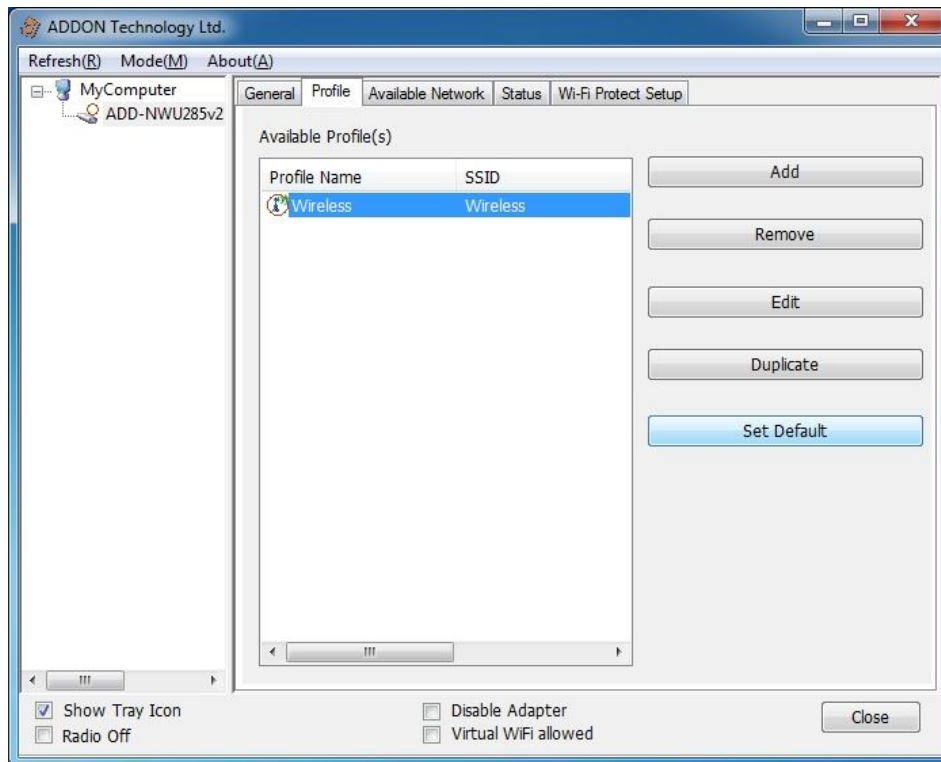 ADDON Technology Ltd.
Refresh(R) Mode(M) About(A)
MyComputer
ADD-NWU285v2
General Profile Available Network Status Wi-Fi Protect Setup
Available Profile(s)
Profile Name SSID
Wireless Wireless
Add
Remove
Edit
Duplicate
Set Default
Show Tray Icon
Radio Off
Disable Adapter
Virtual WiFi allowed
Close